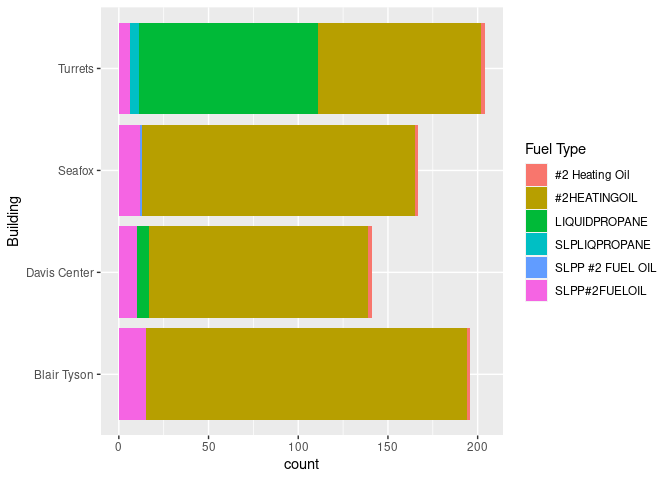 Turrets
Seafox
Davis Center
Blair Tyson
Building
0 50 100 150 200
count
Fuel Type
#2 Heating Oil
#2HEATINGOIL
LIQUIDPROPANE
SLPLIQPROPANE
SLPP #2 FUEL OIL
SLPP#2FUELOIL